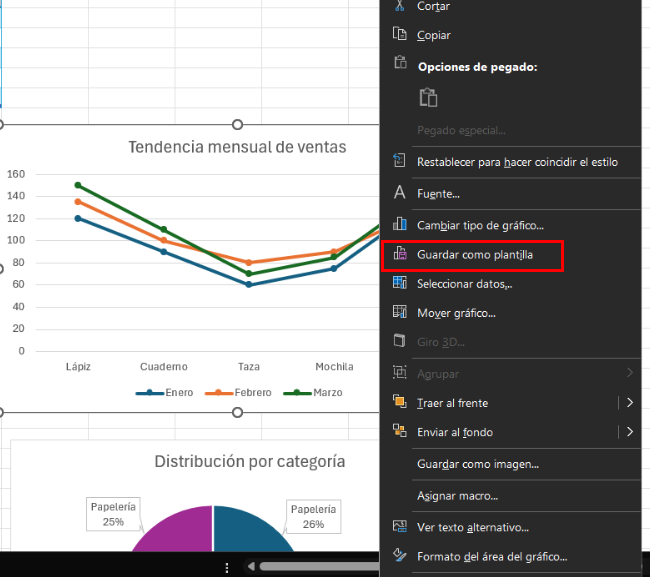 Cortar
Copiar
Opciones de pegado:
Pegado especial...
Restablecer para hacer coincidir el estilo
Fuente...
Cambiar tipo de gráfico...
Guardar como plantilla
Seleccionar datos...
Mover gráfico...
Giro 3D...
Agrupar
Traer al frente
Enviar al fondo
Guardar como imagen...
Asignar macro...
Ver texto alternativo...
Formato del área del gráfico...
Tendencia mensual de ventas
160
140
120
100
80
60
40
20
0
Lápiz Cuaderno Taza Mochila
Enero Febrero Marzo
Distribución por categoría
Papelería
25%
Papelería
26%